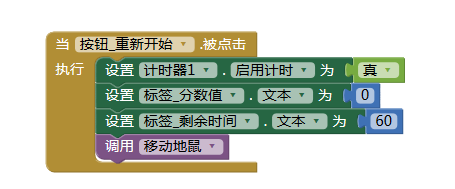 当 按钮_重新开始 .被点击
执行 设置 计时器1 . 启用计时 为 真
设置 标签_分数值 . 文本 为 0
设置 标签_剩余时间 . 文本 为 60
调用 移动地鼠